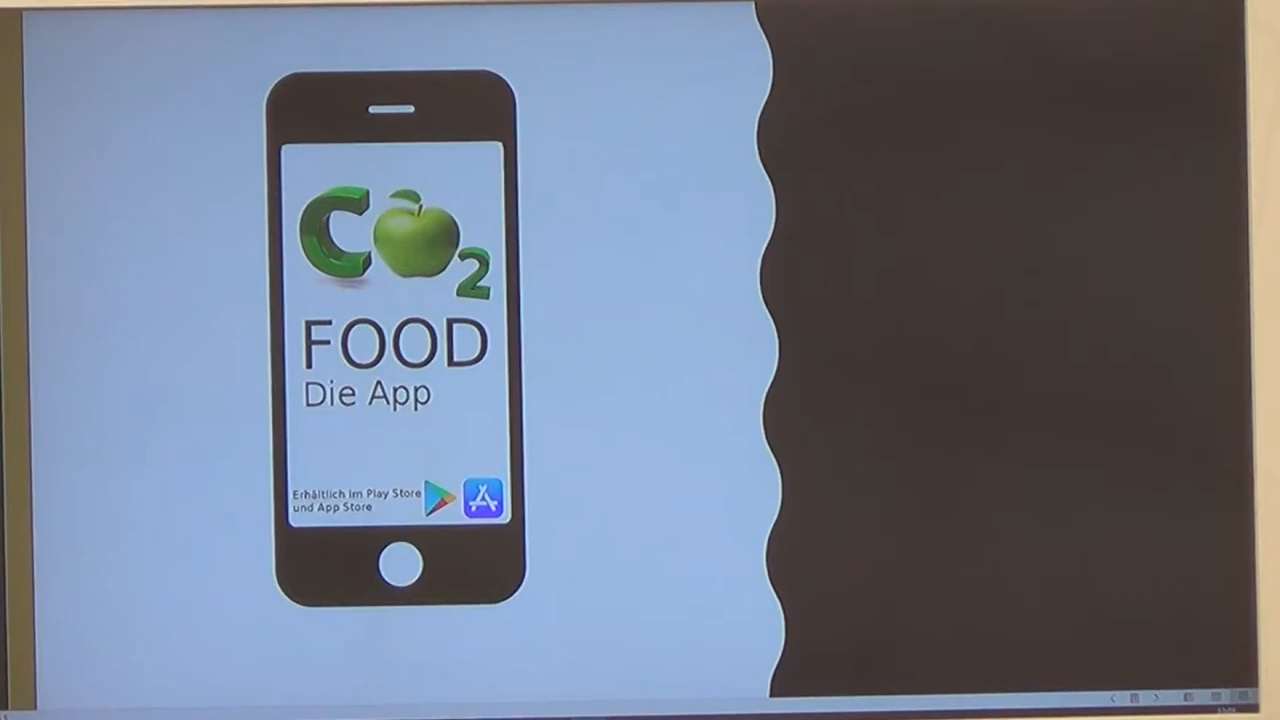 CO2
FOOD
Die App
Erhältlich im Play Store
und App Store